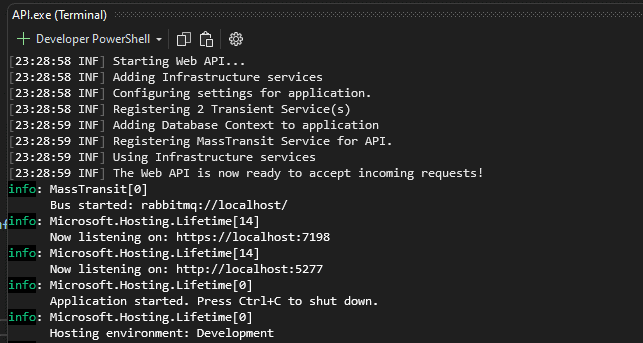 API.exe (Terminal)
Developer PowerShell
[23:28:58 INF] Starting Web API...
[23:28:58 INF] Adding Infrastructure services
[23:28:58 INF] Configuring settings for application.
[23:28:58 INF] Registering 2 Transient Service(s)
[23:28:59 INF] Adding Database Context to application
[23:28:59 INF] Registering MassTransit Service for API.
[23:28:59 INF] Using Infrastructure services
[23:28:59 INF] The Web API is now ready to accept incoming requests!
info: MassTransit[0]
Bus started: rabbitmq://localhost/
info: Microsoft.Hosting.Lifetime[14]
Now listening on: https://localhost:7198
info: Microsoft.Hosting.Lifetime[14]
Now listening on: http://localhost:5277
info: Microsoft.Hosting.Lifetime[0]
Application started. Press Ctrl+C to shut down.
info: Microsoft.Hosting.Lifetime[0]
Hosting environment: Development